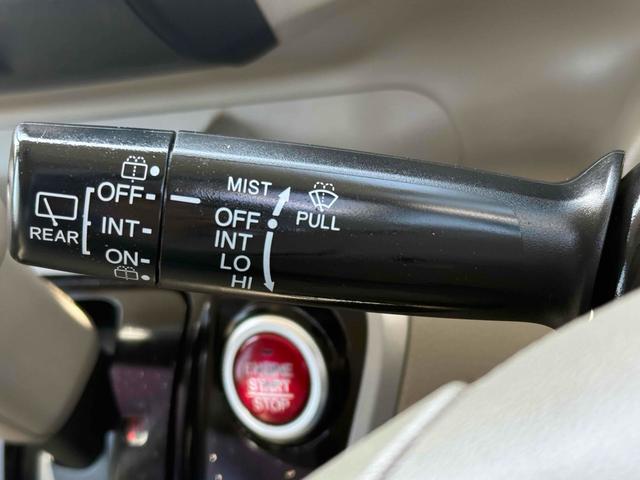 OFF
INT
ON
REAR
MIST
OFF
INT
LO
HI
PULL
ENGINE
START
STOP